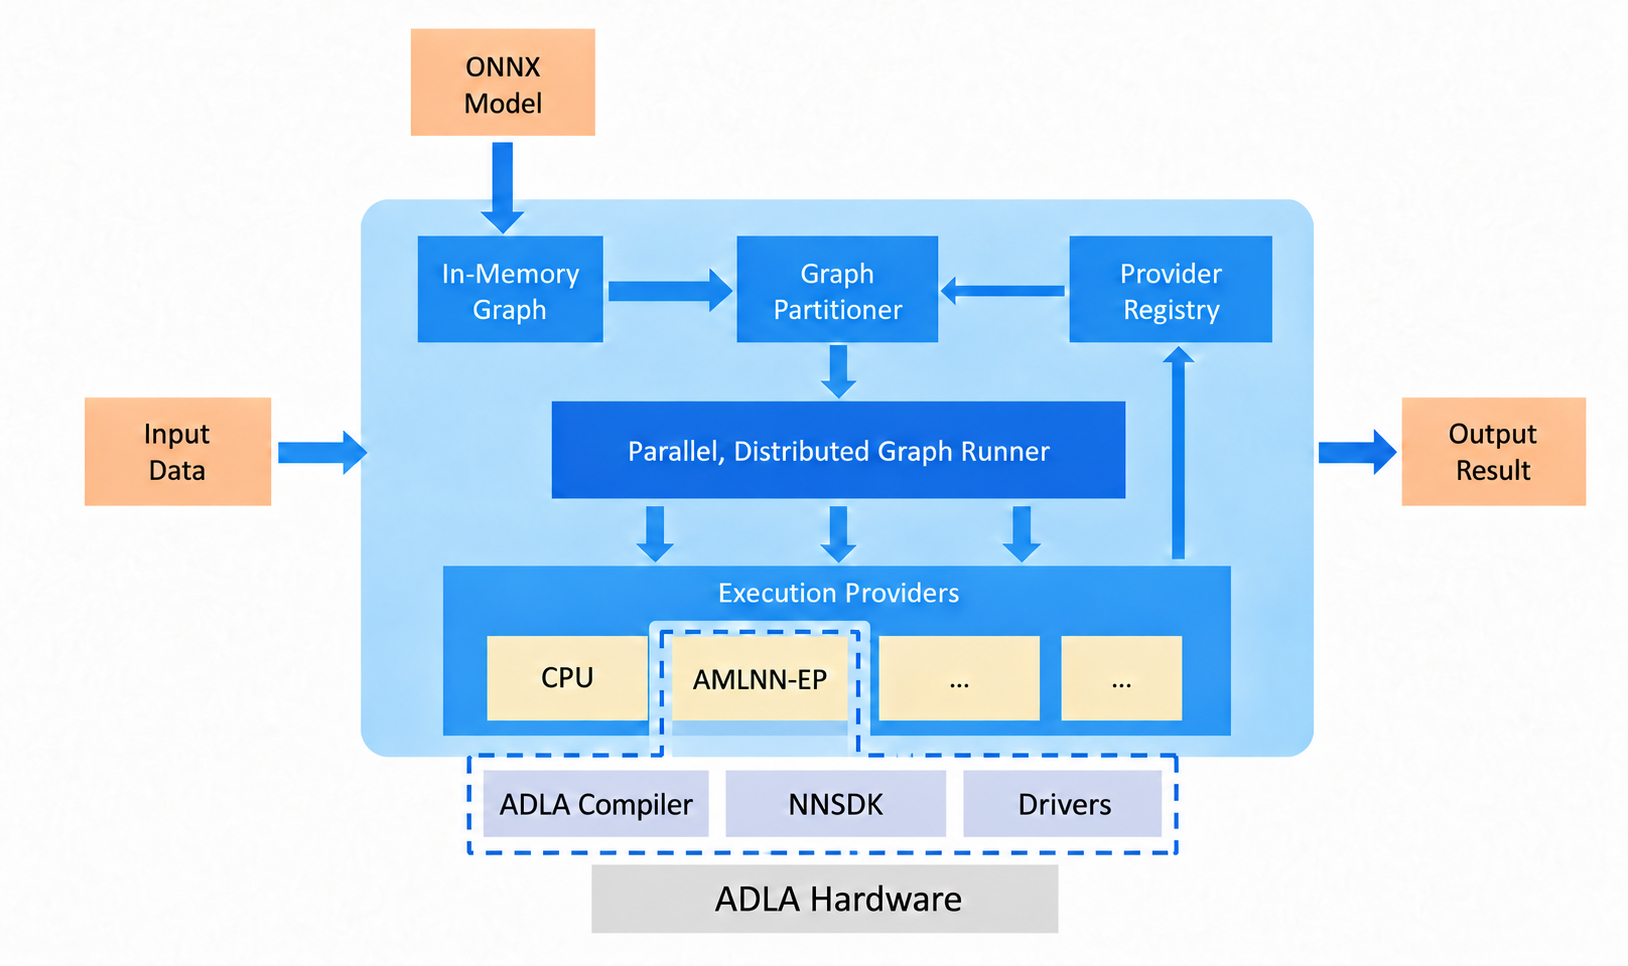 ONNX
Model
In-Memory
Graph
Graph
Partitioner
Provider
Registry
Input
Data
Parallel, Distributed Graph Runner
Output
Result
Execution Providers
CPU
AMLNN-EP
...
...
ADLA Compiler
NNSDK
Drivers
ADLA Hardware